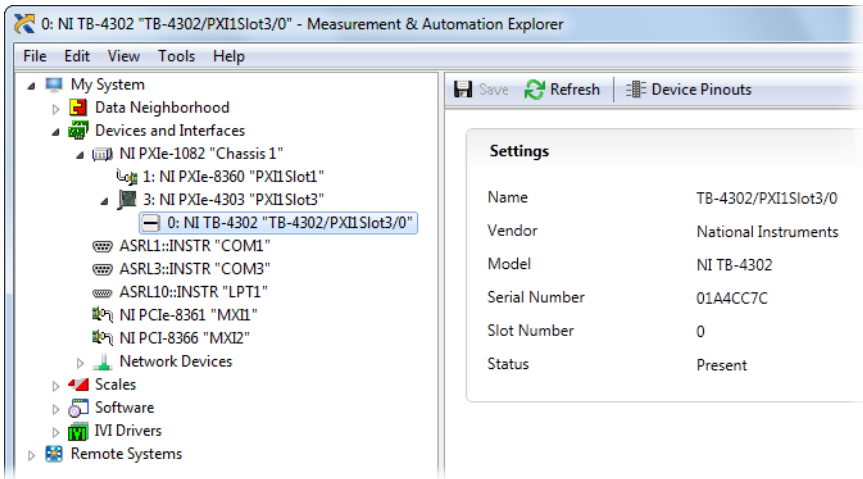 0: NI TB-4302 "TB-4302/PXI1Slot3/0" - Measurement & Automation Explorer
File Edit View Tools Help
My System
Data Neighborhood
Devices and Interfaces
NI PXIe-1082 "Chassis 1"
1: NI PXIe-8360 "PXI1Slot1"
3: NI PXIe-4303 "PXI1Slot3"
0: NI TB-4302 "TB-4302/PXI1Slot3/0"
ASRL1::INSTR "COM1"
ASRL3::INSTR "COM3"
ASRL10::INSTR "LPT1"
NI PCIe-8361 "MXI1"
NI PCI-8366 "MXI2"
Network Devices
Scales
Software
IVI Drivers
Remote Systems
Save Refresh Device Pinouts
Settings
Name TB-4302/PXI1Slot3/0
Vendor National Instruments
Model NI TB-4302
Serial Number 01A4CC7C
Slot Number 0
Status Present